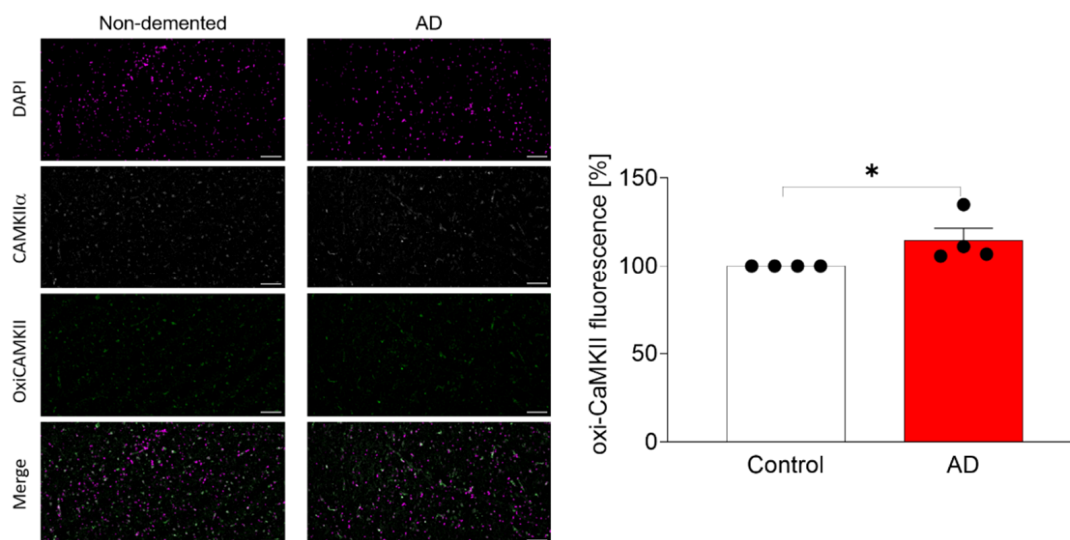 Non-demented
AD
DAPI
CAMKIIα
OxiCAMKII
Merge
oxi-CaMKII fluorescence [%]
150
100
50
0
*
Control
AD